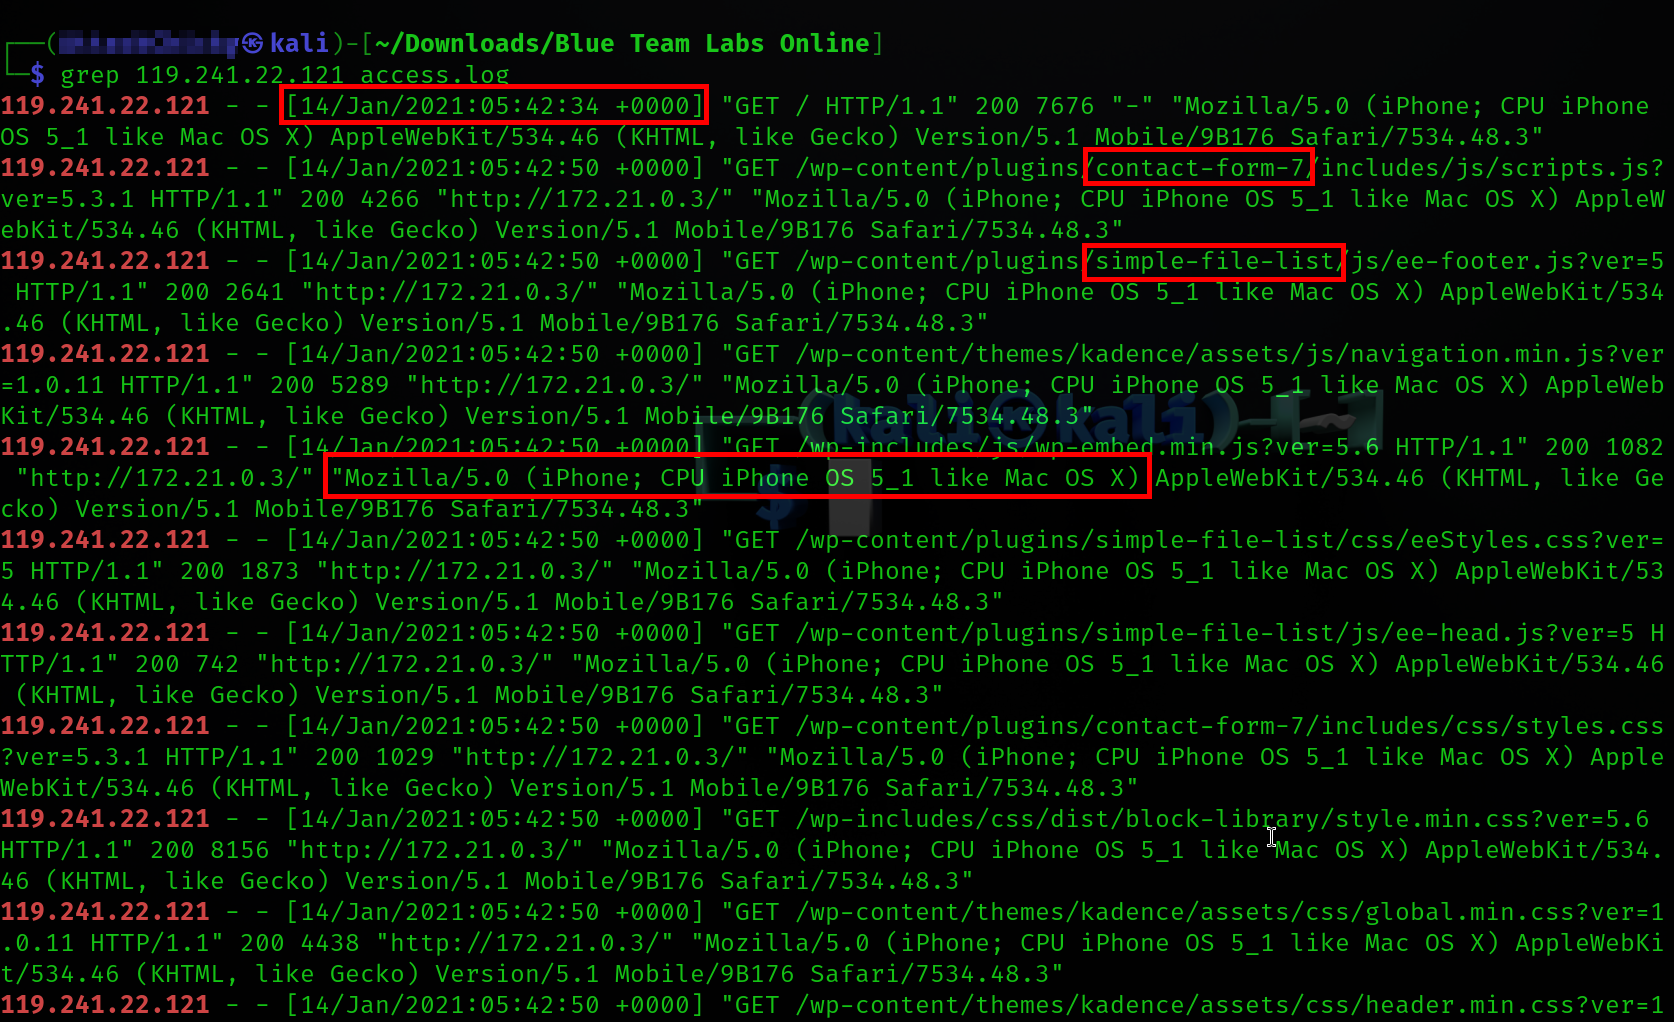 ┌──(㉿kali)-[~/Downloads/Blue Team Labs Online]
└─$ grep 119.241.22.121 access.log
119.241.22.121 - - [14/Jan/2021:05:42:34 +0000] "GET / HTTP/1.1" 200 7676 "-" "Mozilla/5.0 (iPhone; CPU iPhone
OS 5_1 like Mac OS X) AppleWebKit/534.46 (KHTML, like Gecko) Version/5.1 Mobile/9B176 Safari/7534.48.3"
119.241.22.121 - - [14/Jan/2021:05:42:50 +0000] "GET /wp-content/plugins/contact-form-7/includes/js/scripts.js?
ver=5.3.1 HTTP/1.1" 200 4266 "http://172.21.0.3/" "Mozilla/5.0 (iPhone; CPU iPhone OS 5_1 like Mac OS X) AppleW
ebKit/534.46 (KHTML, like Gecko) Version/5.1 Mobile/9B176 Safari/7534.48.3"
119.241.22.121 - - [14/Jan/2021:05:42:50 +0000] "GET /wp-content/plugins/simple-file-list/js/ee-footer.js?ver=5
 HTTP/1.1" 200 2641 "http://172.21.0.3/" "Mozilla/5.0 (iPhone; CPU iPhone OS 5_1 like Mac OS X) AppleWebKit/534
.46 (KHTML, like Gecko) Version/5.1 Mobile/9B176 Safari/7534.48.3"
119.241.22.121 - - [14/Jan/2021:05:42:50 +0000] "GET /wp-content/themes/kadence/assets/js/navigation.min.js?ver
=1.0.11 HTTP/1.1" 200 5289 "http://172.21.0.3/" "Mozilla/5.0 (iPhone; CPU iPhone OS 5_1 like Mac OS X) AppleWeb
Kit/534.46 (KHTML, like Gecko) Version/5.1 Mobile/9B176 Safari/7534.48.3"
119.241.22.121 - - [14/Jan/2021:05:42:50 +0000] "GET /wp-includes/js/wp-embed.min.js?ver=5.6 HTTP/1.1" 200 1082
 "http://172.21.0.3/" "Mozilla/5.0 (iPhone; CPU iPhone OS 5_1 like Mac OS X) AppleWebKit/534.46 (KHTML, like Ge
cko) Version/5.1 Mobile/9B176 Safari/7534.48.3"
119.241.22.121 - - [14/Jan/2021:05:42:50 +0000] "GET /wp-content/plugins/simple-file-list/css/eeStyles.css?ver=
5 HTTP/1.1" 200 1873 "http://172.21.0.3/" "Mozilla/5.0 (iPhone; CPU iPhone OS 5_1 like Mac OS X) AppleWebKit/53
4.46 (KHTML, like Gecko) Version/5.1 Mobile/9B176 Safari/7534.48.3"
119.241.22.121 - - [14/Jan/2021:05:42:50 +0000] "GET /wp-content/plugins/simple-file-list/js/ee-head.js?ver=5 H
TTP/1.1" 200 742 "http://172.21.0.3/" "Mozilla/5.0 (iPhone; CPU iPhone OS 5_1 like Mac OS X) AppleWebKit/534.46
 (KHTML, like Gecko) Version/5.1 Mobile/9B176 Safari/7534.48.3"
119.241.22.121 - - [14/Jan/2021:05:42:50 +0000] "GET /wp-content/plugins/contact-form-7/includes/css/styles.css
?ver=5.3.1 HTTP/1.1" 200 1029 "http://172.21.0.3/" "Mozilla/5.0 (iPhone; CPU iPhone OS 5_1 like Mac OS X) Apple
WebKit/534.46 (KHTML, like Gecko) Version/5.1 Mobile/9B176 Safari/7534.48.3"
119.241.22.121 - - [14/Jan/2021:05:42:50 +0000] "GET /wp-includes/css/dist/block-library/style.min.css?ver=5.6
HTTP/1.1" 200 8156 "http://172.21.0.3/" "Mozilla/5.0 (iPhone; CPU iPhone OS 5_1 like Mac OS X) AppleWebKit/534.
46 (KHTML, like Gecko) Version/5.1 Mobile/9B176 Safari/7534.48.3"
119.241.22.121 - - [14/Jan/2021:05:42:50 +0000] "GET /wp-content/themes/kadence/assets/css/global.min.css?ver=1
.0.11 HTTP/1.1" 200 4438 "http://172.21.0.3/" "Mozilla/5.0 (iPhone; CPU iPhone OS 5_1 like Mac OS X) AppleWebKi
t/534.46 (KHTML, like Gecko) Version/5.1 Mobile/9B176 Safari/7534.48.3"
119.241.22.121 - - [14/Jan/2021:05:42:50 +0000] "GET /wp-content/themes/kadence/assets/css/header.min.css?ver=1